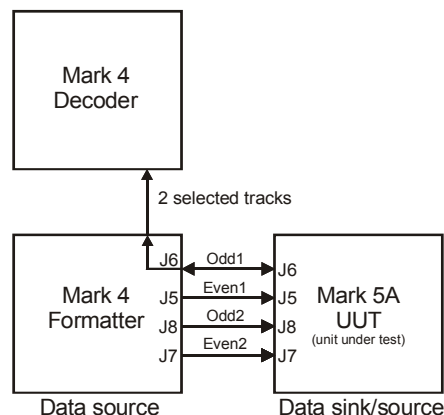 Mark 4
Decoder
2 selected tracks
J6 Odd1 J6
Mark 4
Formatter
J5 Even1 J5
J8 Odd2 J8
J7 Even2 J7
Mark 5A
UUT
(unit under test)
Data source
Data sink/source